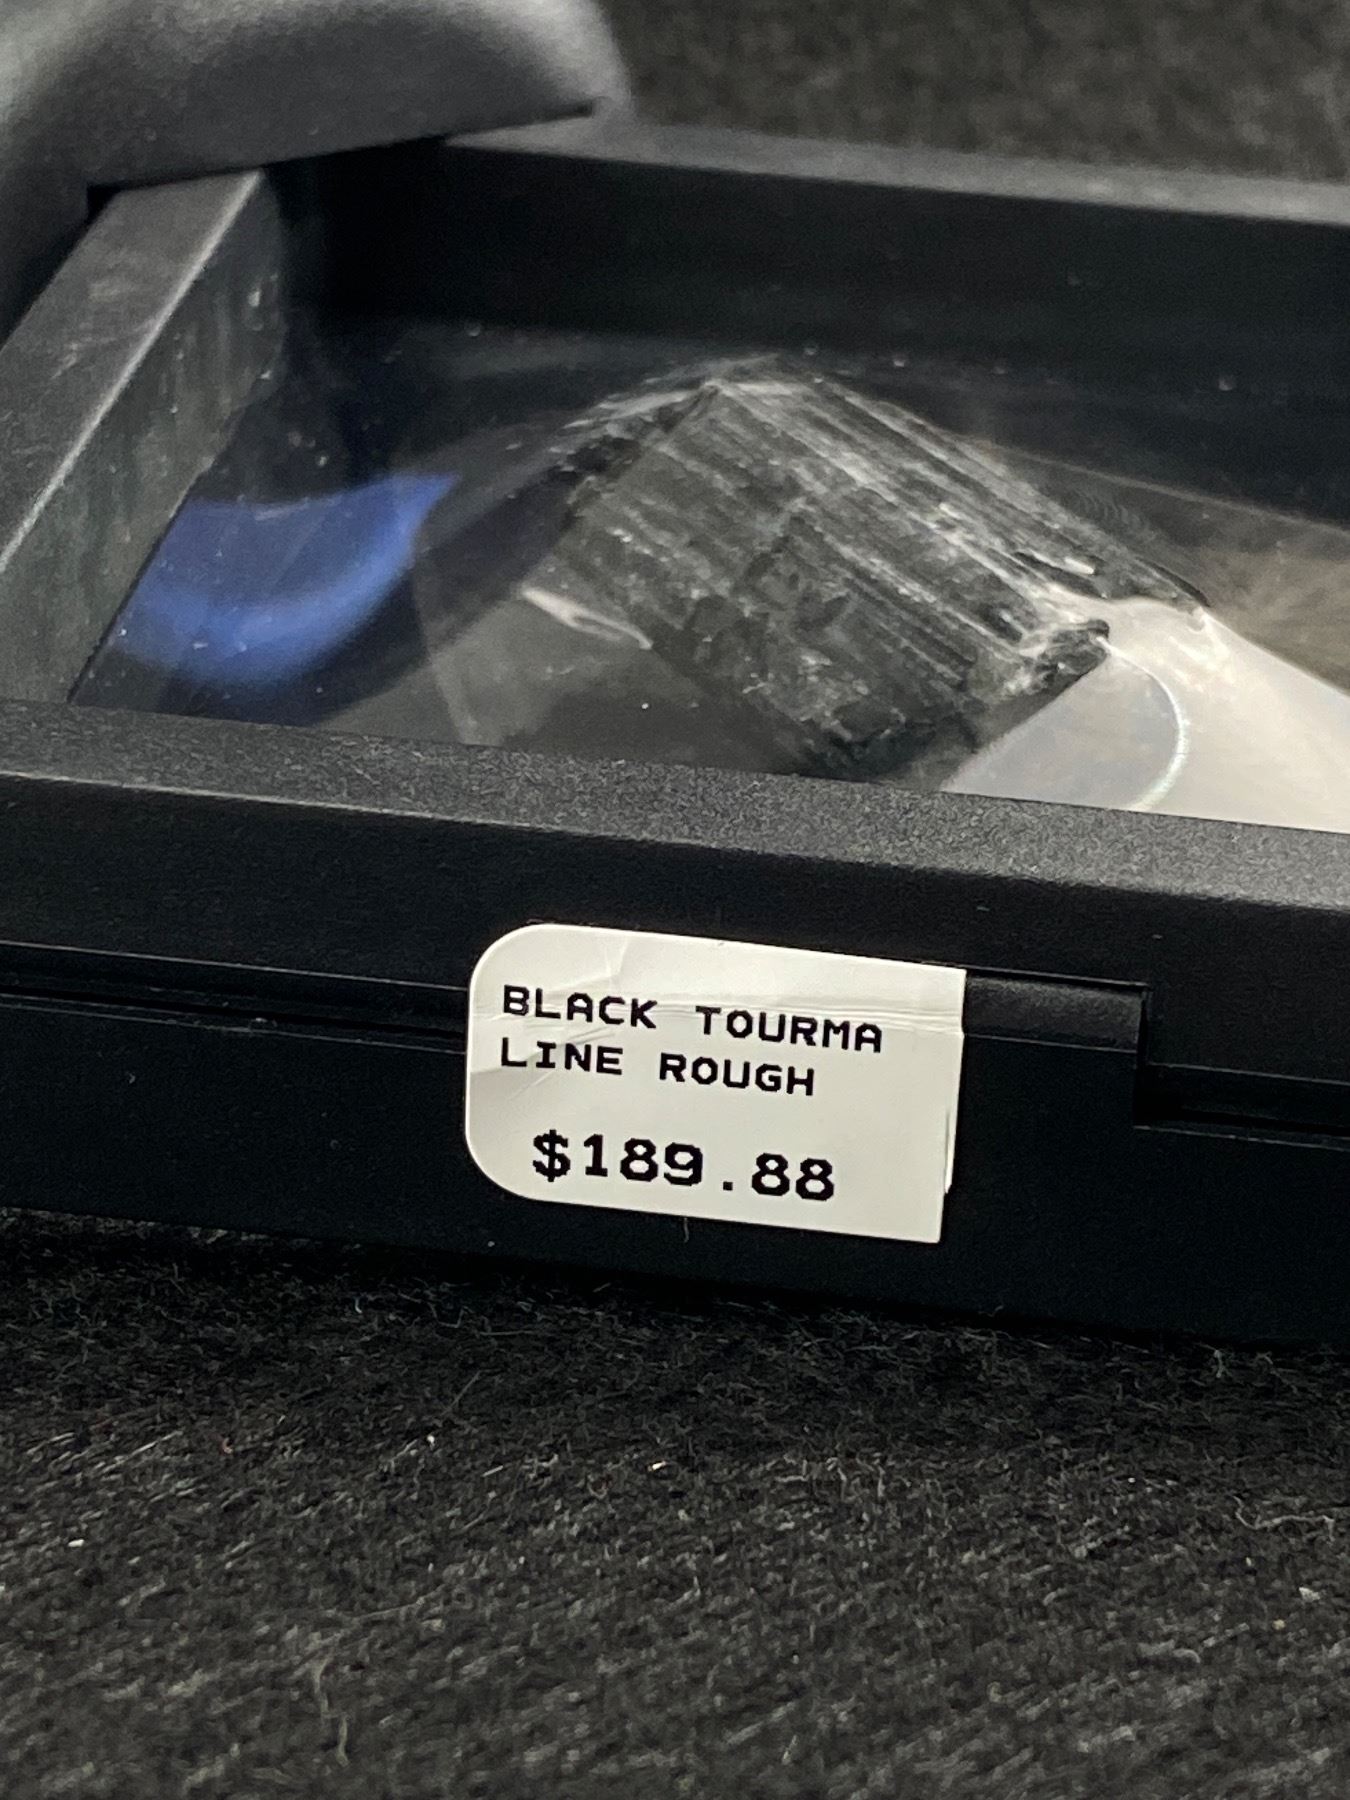 BLACK TOURMA
LINE ROUGH
$189.88